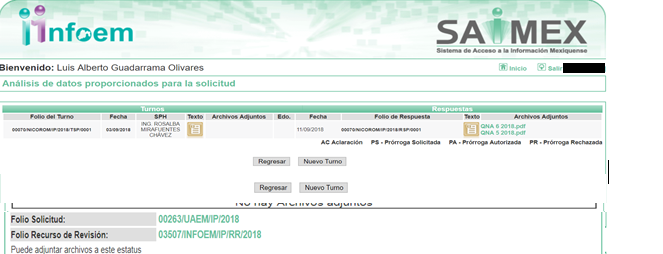 infoem
SAIMEX
Sistema de Acceso a la Información Mexiquense
Bienvenido: Luis Alberto Guadarrama Olivares
Inicio Salir
Análisis de datos proporcionados para la solicitud
Turnos Respuestas
Folio del Turno Fecha SPH Texto Archivos Adjuntos Edo. Fecha Folio de Respuesta Texto Archivos Adjuntos
00070/NICOROM/IP/2018/TSP/0001 03/09/2018 ING. ROSALBA MIRAFUENTES CHÁVEZ 11/09/2018 00070/NICOROM/IP/2018/RSP/0001 QNA 6 2018.pdf
QNA 5 2018.pdf
AC Aclaración PS - Prórroga Solicitada PA - Prórroga Autorizada PR - Prórroga Rechazada
Regresar Nuevo Turno
Regresar Nuevo Turno
No hay Archivos adjuntos
Folio Solicitud: 00263/UAEM/IP/2018
Folio Recurso de Revisión: 03507/INFOEM/IP/RR/2018
Puede adjuntar archivos a este estatus